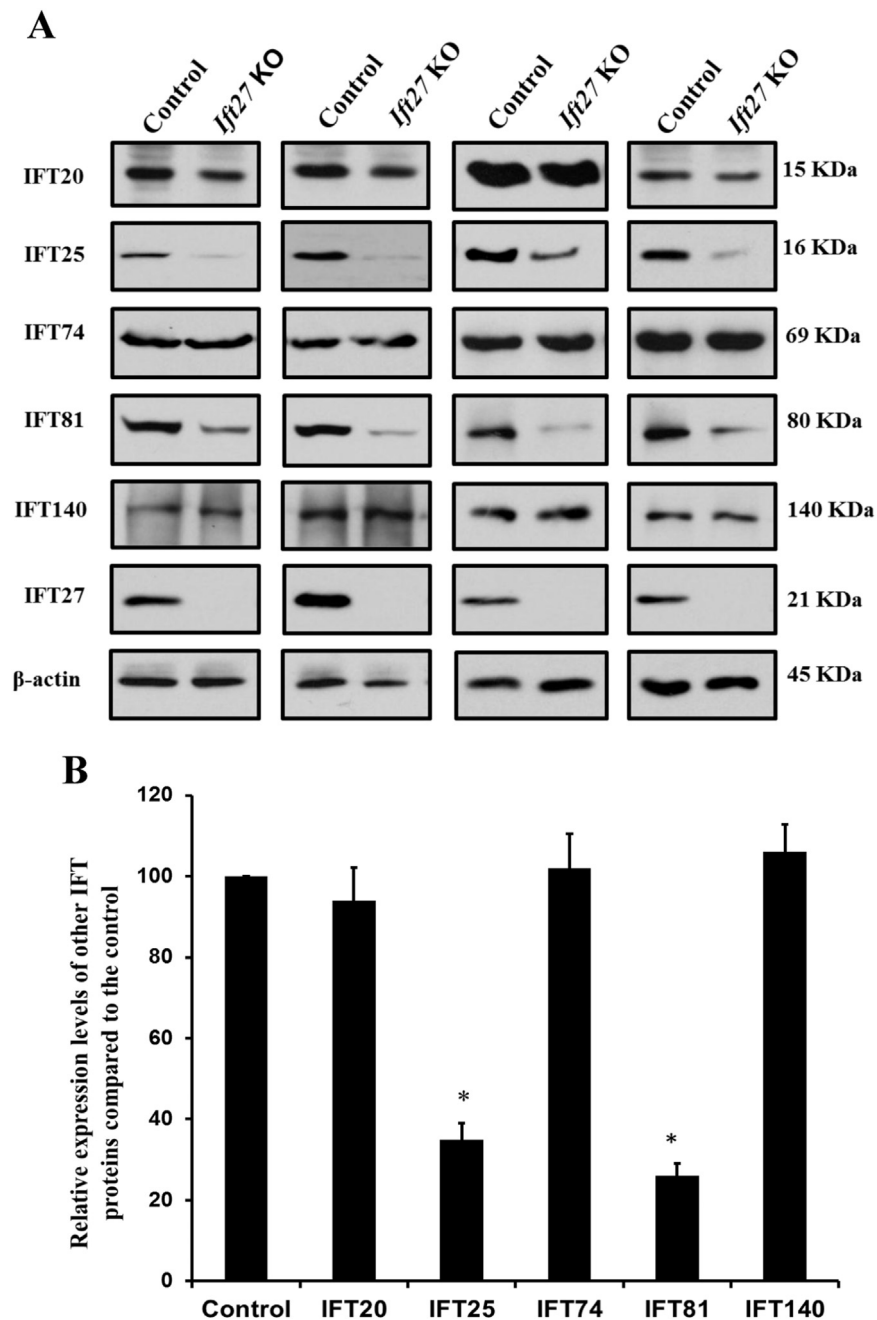 A
Control Ift27 KO Control Ift27 KO Control Ift27 KO Control Ift27 KO
IFT20 15 KDa
IFT25 16 KDa
IFT74 69 KDa
IFT81 80 KDa
IFT140 140 KDa
IFT27 21 KDa
β-actin 45 KDa
B
Relative expression levels of other IFT
proteins compared to the control
120
100
80
60
40
20
0
*
*
Control IFT20 IFT25 IFT74 IFT81 IFT140